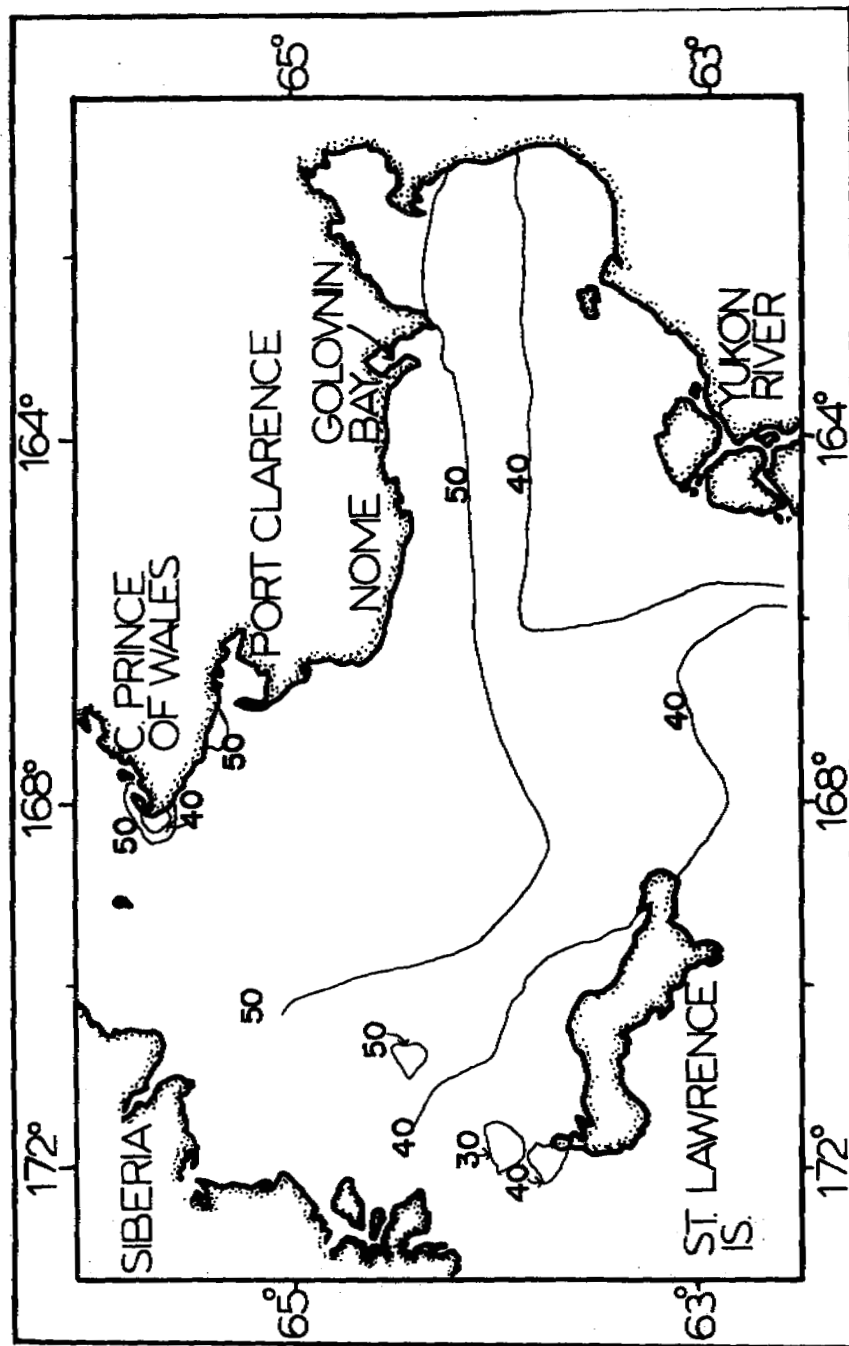 172°
168°
164°
65°
65°
63°
63°
172°
168°
164°
SIBERIA
C. PRINCE
OF WALES
PORT CLARENCE
NOME
GOLOVNIN
BAY
YUKON
RIVER
ST. LAWRENCE
IS.
50
40
50
50
50
40
50
40
30
40
40